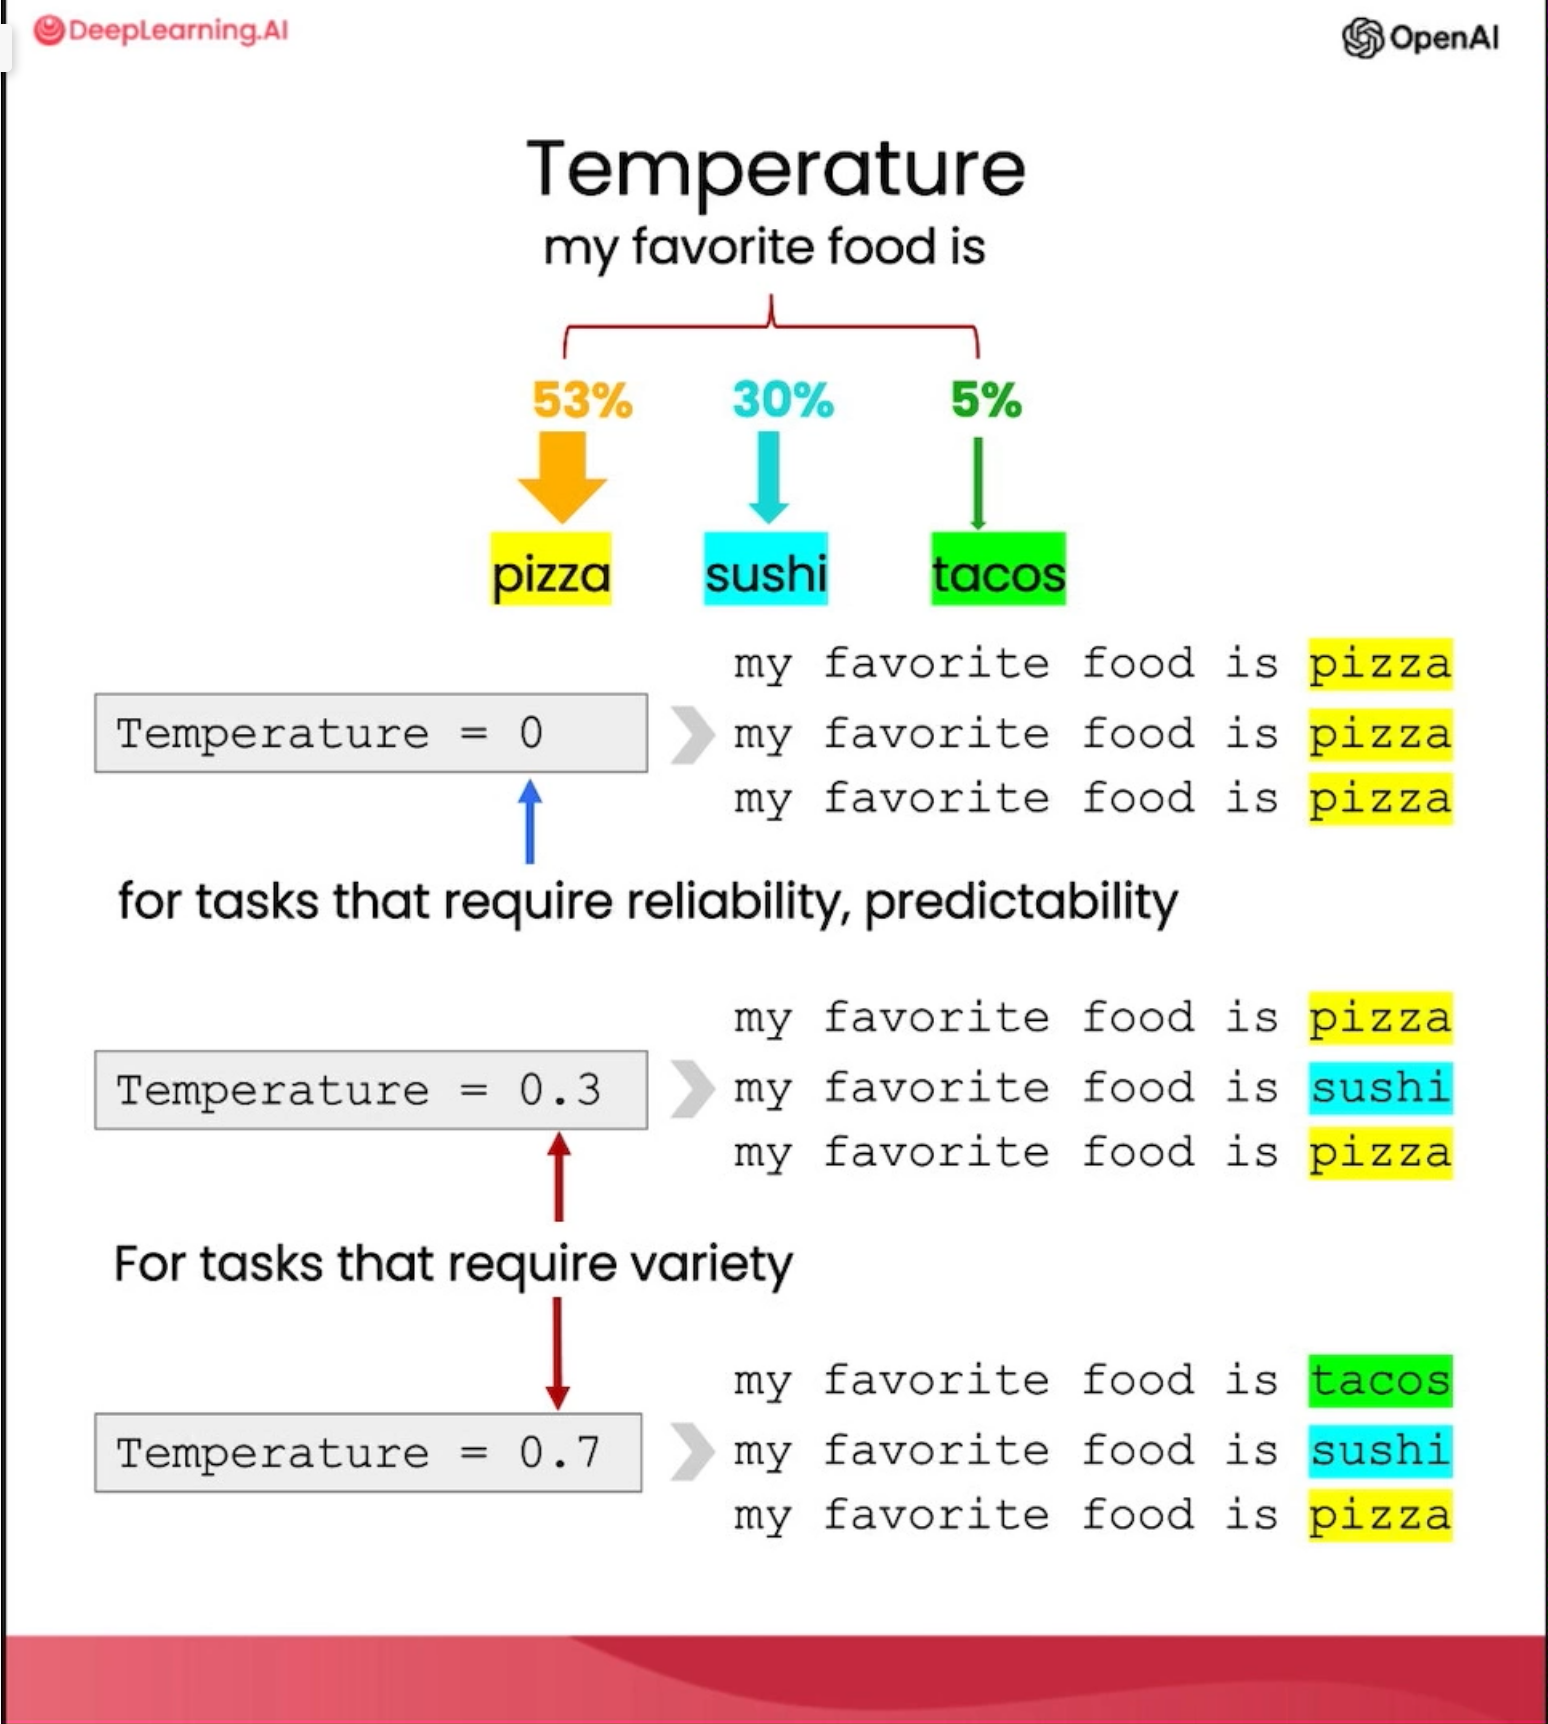 DeepLearning.AI
OpenAI
Temperature
my favorite food is
53% 30% 5%
pizza sushi tacos
my favorite food is pizza
Temperature = 0
my favorite food is pizza
my favorite food is pizza
for tasks that require reliability, predictability
my favorite food is pizza
Temperature = 0.3
my favorite food is sushi
my favorite food is pizza
For tasks that require variety
my favorite food is tacos
Temperature = 0.7
my favorite food is sushi
my favorite food is pizza